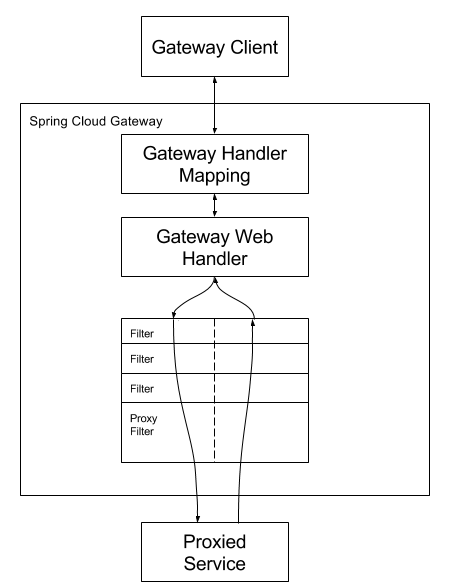 Gateway Client
Spring Cloud Gateway
Gateway Handler
Mapping
Gateway Web
Handler
Filter
Filter
Filter
Proxy
Filter
Proxied
Service